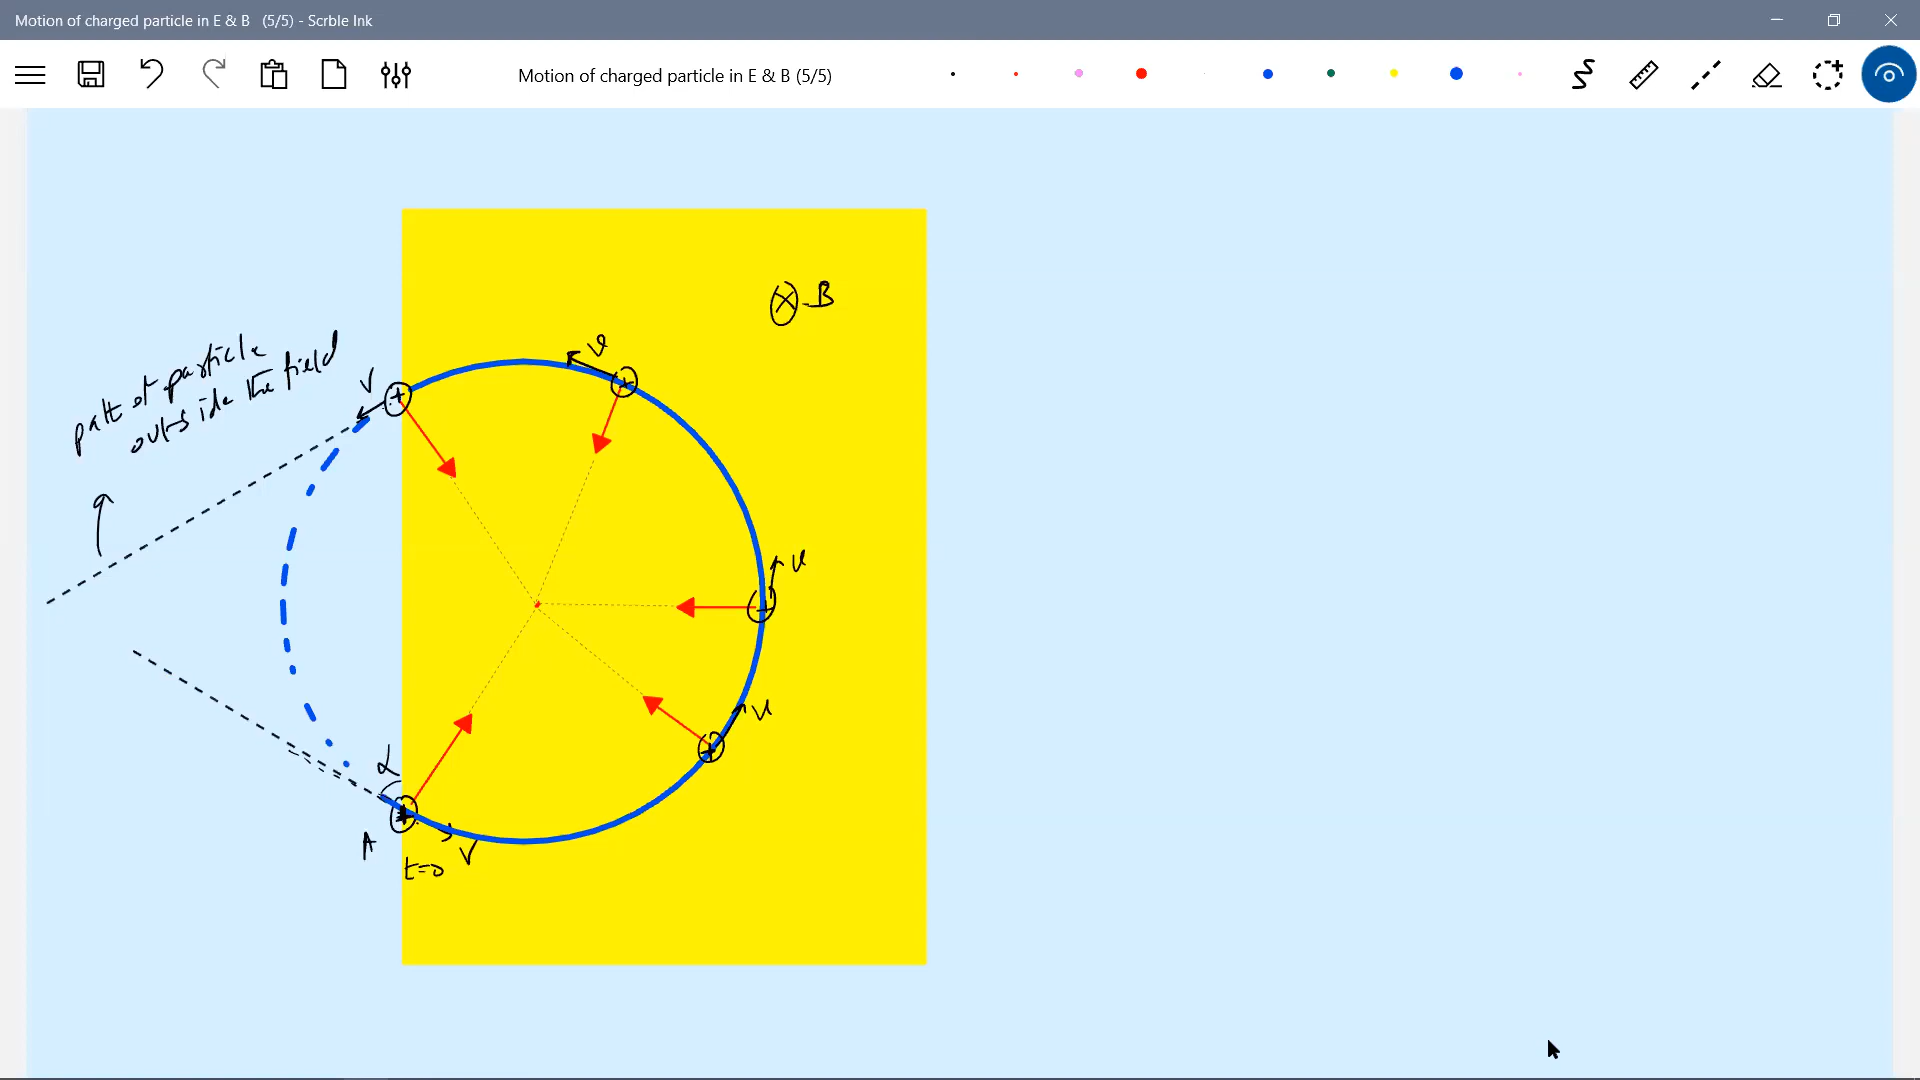 Motion of charged particle in E & B (5/5) - Scrble Ink
Motion of charged particle in E & B (5/5)
B
v
path of particle
outside the field
V
v
v
α
A
V
t=0